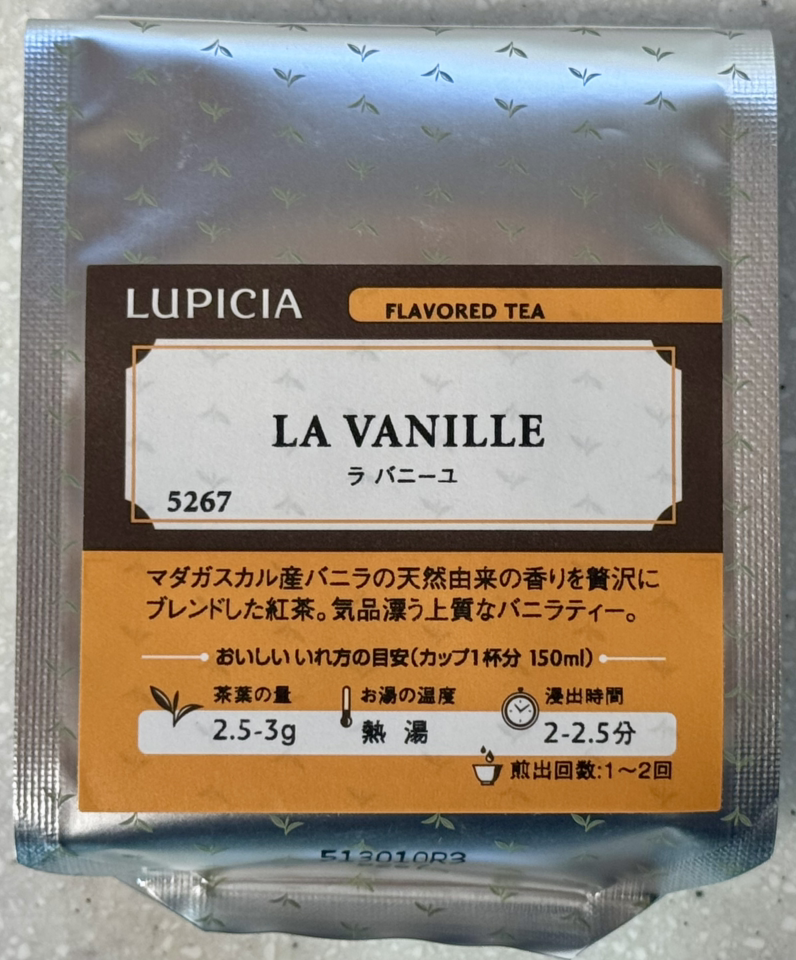 LUPICIA
FLAVORED TEA
LA VANILLE
ラ バニーユ
5267
マダガスカル産バニラの天然由来の香りを贅沢に
ブレンドした紅茶。気品漂う上質なバニラティー。
おいしい いれ方の目安(カップ1杯分 150ml)
茶葉の量 お湯の温度 浸出時間
2.5-3g 熱 湯 2-2.5分
煎出回数:1〜2回